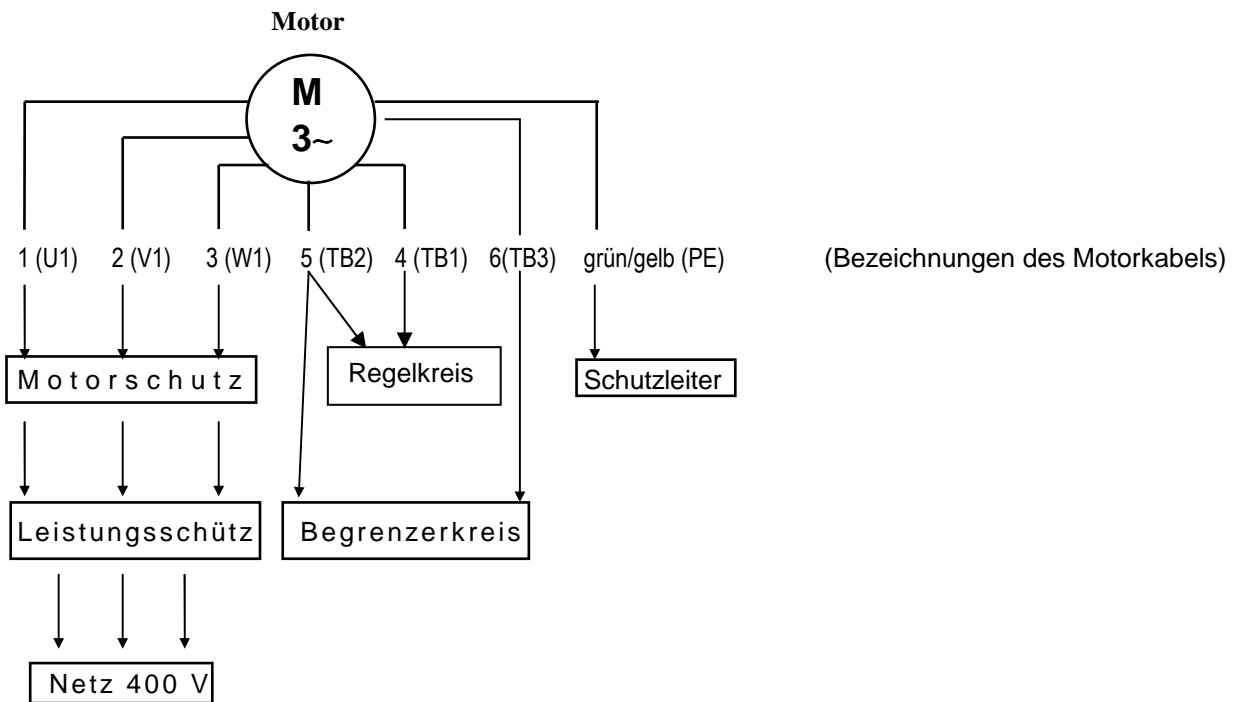 Motor
M
3~
1 (U1) 2 (V1) 3 (W1) 5 (TB2) 4 (TB1) 6(TB3) grün/gelb (PE) (Bezeichnungen des Motorkabels)
Motorschutz Regelkreis Schutzleiter
Leistungsschütz Begrenzerkreis
Netz 400 V